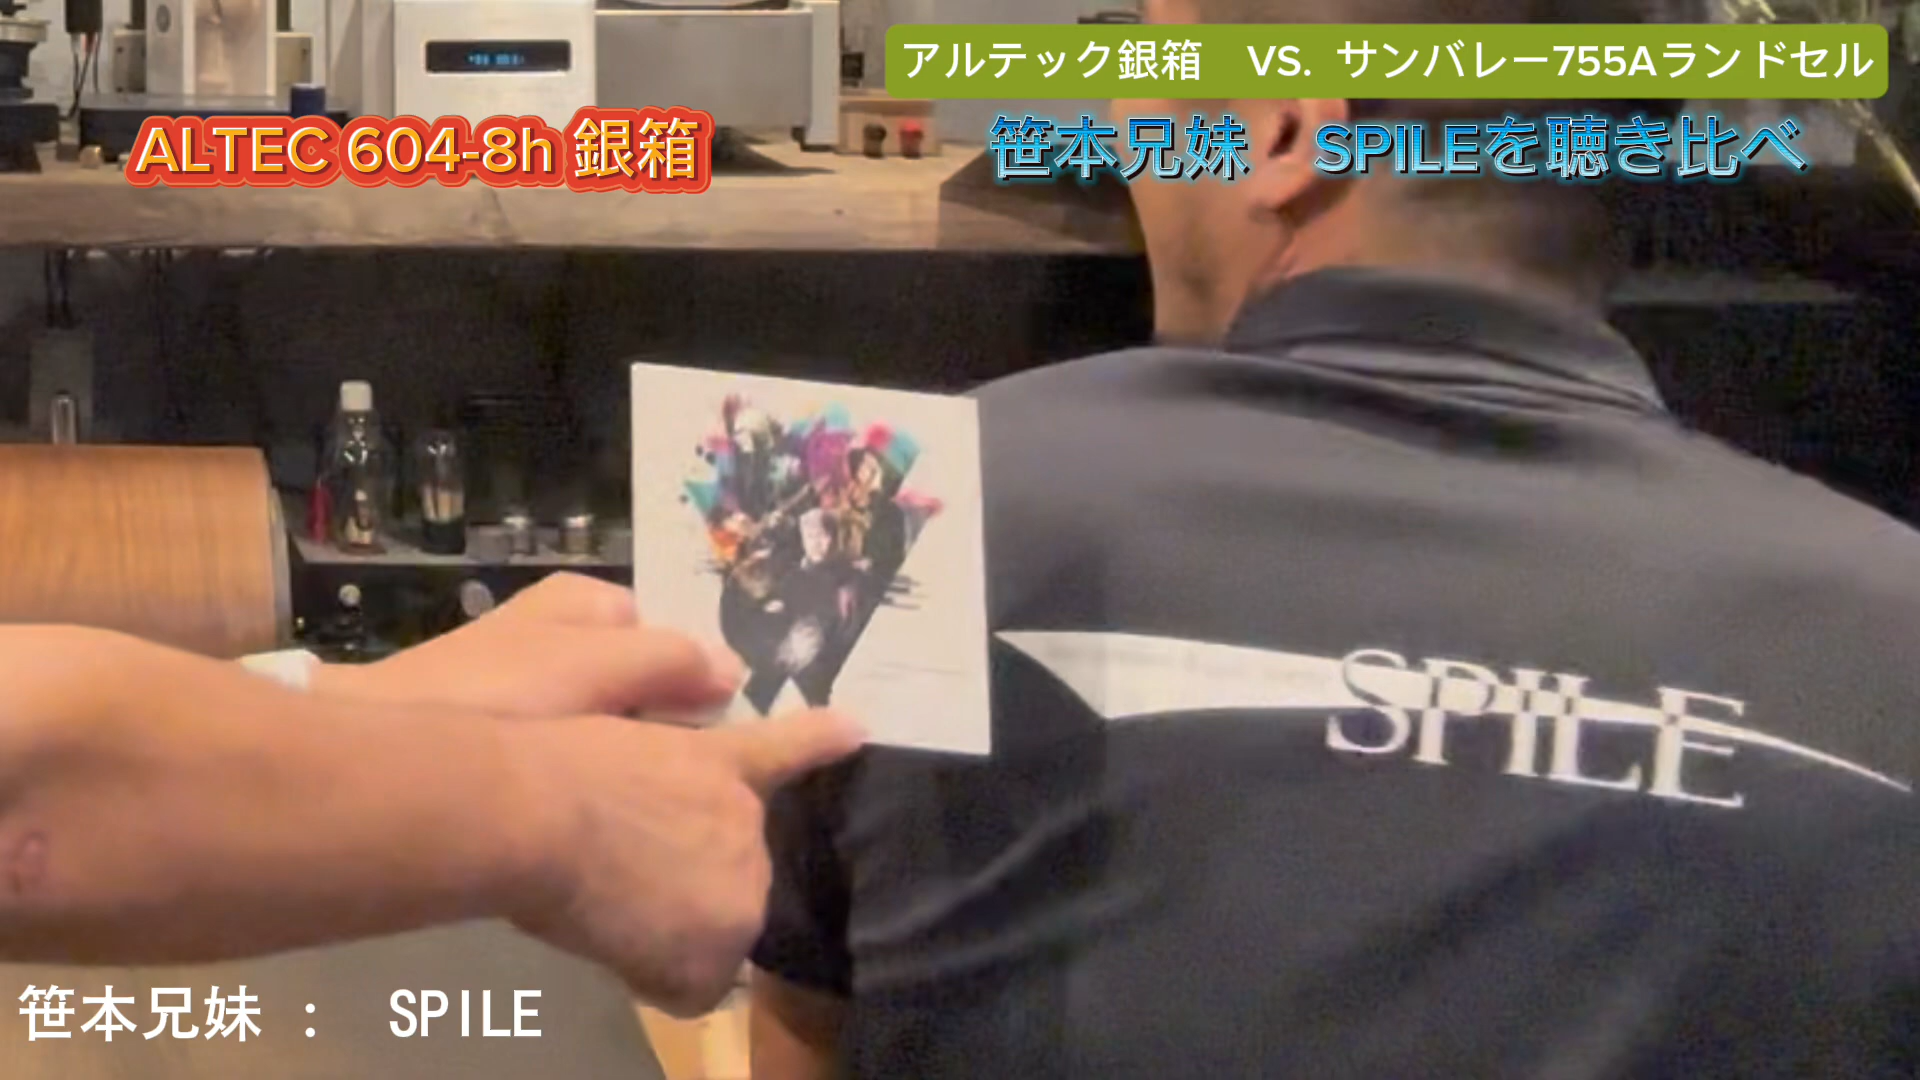 アルテック銀箱　VS. サンバレー755Aランドセル
ALTEC 604-8h 銀箱
笹本兄妹　SPILEを聴き比べ
SPILE
笹本兄妹 ： SPILE